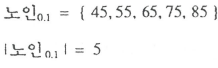 노인0.1 = { 45, 55, 65, 75, 85 }
|노인0.1| = 5